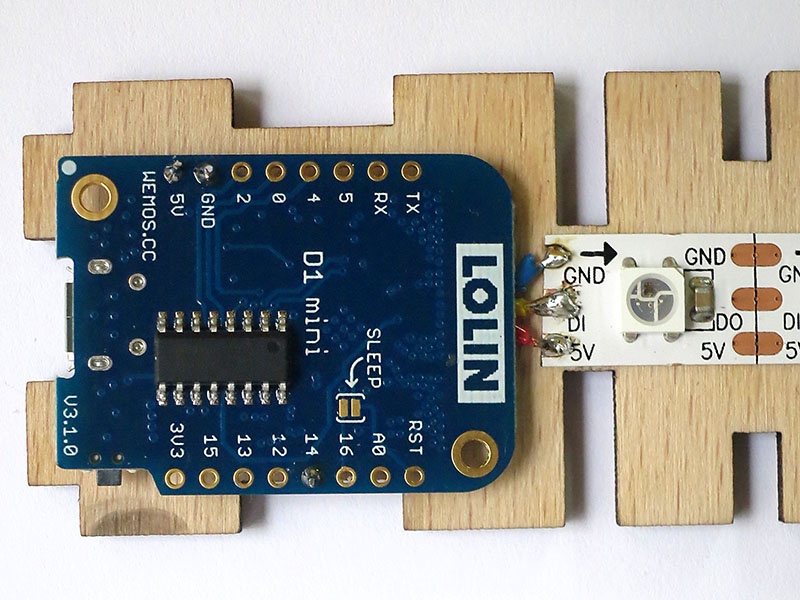 WEMOS.CC
5V
GND
2
0
4
5
RX
TX
D1 mini
LOLIN
SLEEP
V3.1.0
3V3
15
13
12
14
16
A0
RST
GND
DI
5V
GND
DO
5V